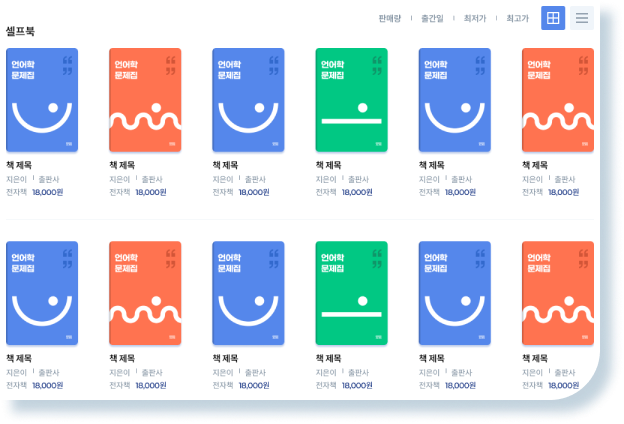 판매량 | 출간일 | 최저가 | 최고가
셀프북
언어학 언어학 언어학 언어학 언어학 언어학
문제집 문제집 문제집 문제집 문제집 문제집
책 제목 책 제목 책 제목 책 제목 책 제목 책 제목
지은이 | 출판사 지은이 | 출판사 지은이 | 출판사 지은이 | 출판사 지은이 | 출판사 지은이 | 출판사
전자책 18,000원 전자책 18,000원 전자책 18,000원 전자책 18,000원 전자책 18,000원 전자책 18,000원
언어학 언어학 언어학 언어학 언어학 언어학
문제집 문제집 문제집 문제집 문제집 문제집
책 제목 책 제목 책 제목 책 제목 책 제목 책 제목
지은이 | 출판사 지은이 | 출판사 지은이 | 출판사 지은이 | 출판사 지은이 | 출판사 지은이 | 출판사
전자책 18,000원 전자책 18,000원 전자책 18,000원 전자책 18,000원 전자책 18,000원 전자책 18,000원